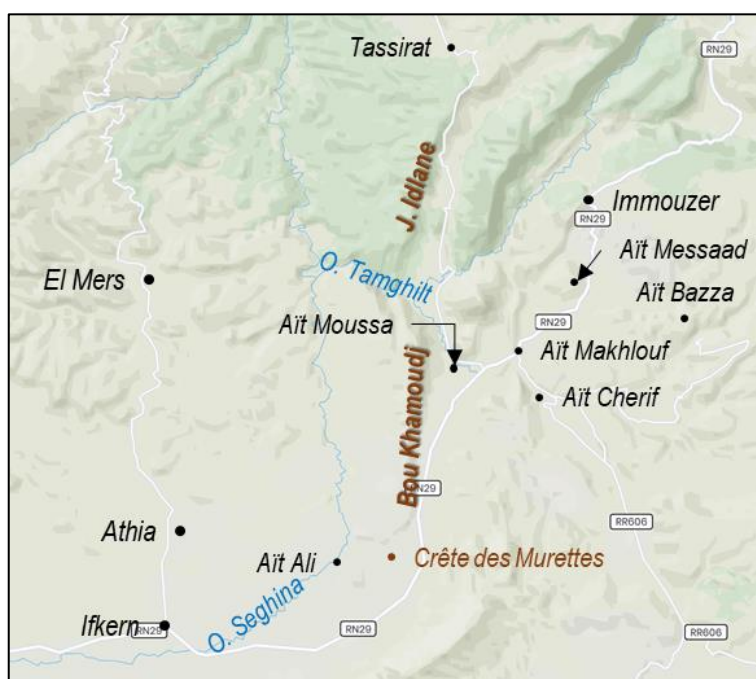 RN29
Tassirat
J. Idlane
Immouzer
RN29
Aït Messaad
O. Tamghilt
El Mers
Aït Bazza
Aït Moussa
RN29
Aït Makhlouf
Aït Cherif
Bou Khamoudj
RN29
RR606
Athia
Aït Ali
Crête des Murettes
O. Seghina
Ifkern
RN29
RN29
RR606